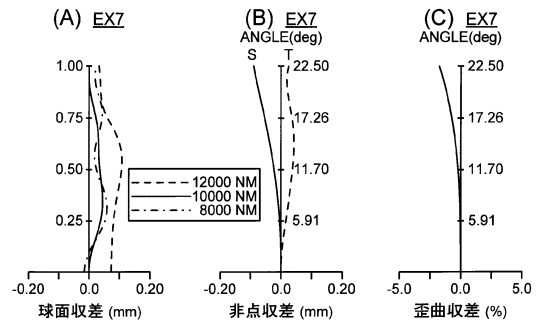 (A) EX7
1.00
0.75
0.50
0.25
-0.20 0.0 0.20
球面収差 (mm)
12000 NM
10000 NM
8000 NM
(B) EX7
ANGLE(deg)
S T
22.50
17.26
11.70
5.91
-0.20 0.0 0.20
非点収差 (mm)
(C) EX7
ANGLE(deg)
22.50
17.26
11.70
5.91
-5.0 0.0 5.0
歪曲収差 (%)